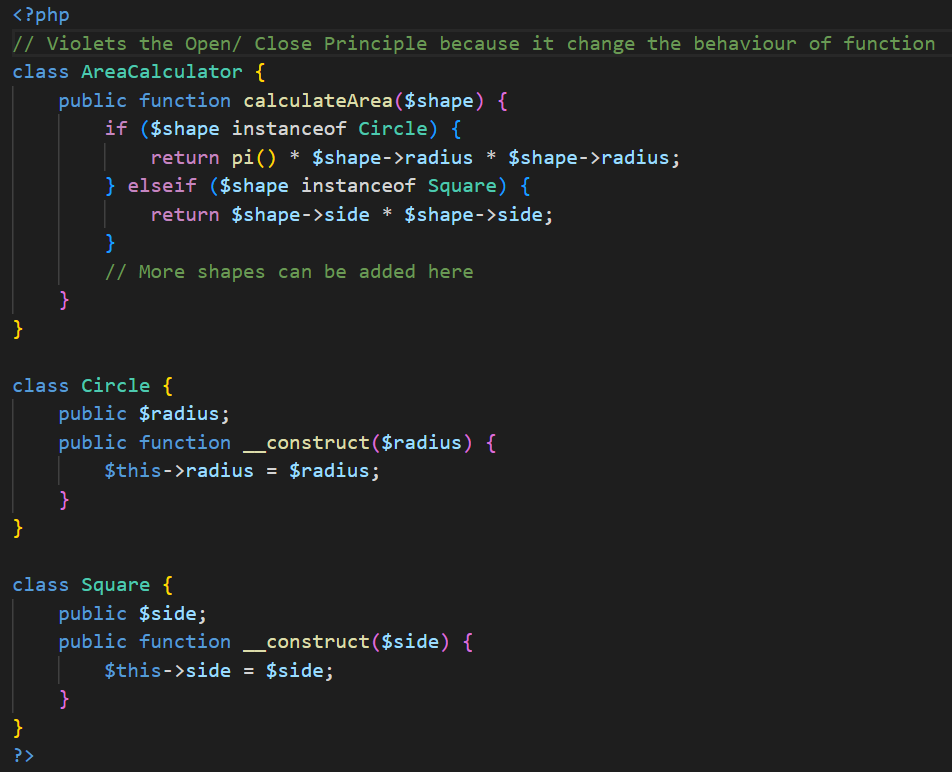 <?php
// Violets the Open/ Close Principle because it change the behaviour of function
class AreaCalculator {
    public function calculateArea($shape) {
        if ($shape instanceof Circle) {
            return pi() * $shape->radius * $shape->radius;
        } elseif ($shape instanceof Square) {
            return $shape->side * $shape->side;
        }
        // More shapes can be added here
    }
}

class Circle {
    public $radius;
    public function __construct($radius) {
        $this->radius = $radius;
    }
}

class Square {
    public $side;
    public function __construct($side) {
        $this->side = $side;
    }
}
?>